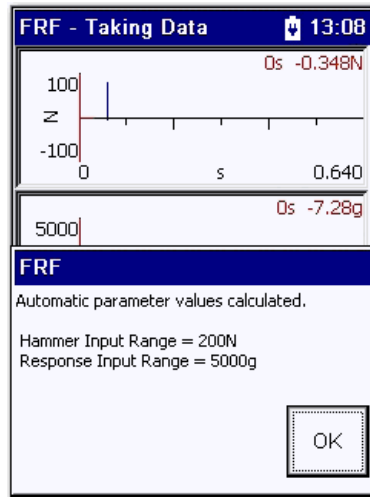 FRF - Taking Data 13:08
0s -0.348N
100
N
-100
0 s 0.640
0s -7.28g
5000
FRF
Automatic parameter values calculated.
Hammer Input Range = 200N
Response Input Range = 5000g
OK